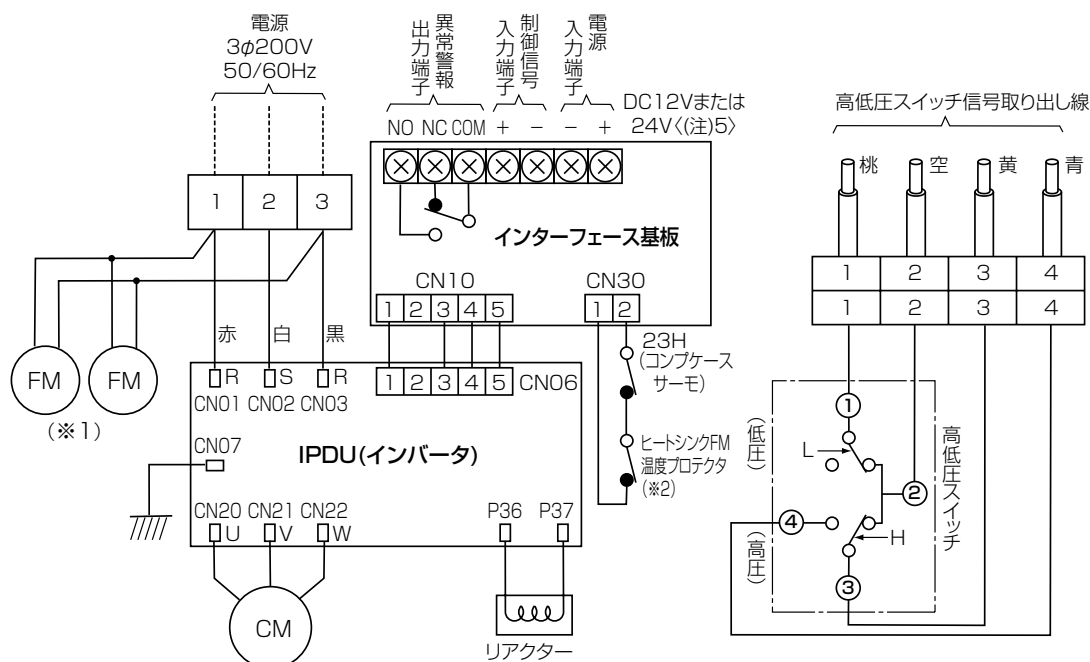 電源
3φ200V
50/60Hz
異常警報
出力端子
制御信号
入力端子
電源
入力端子
DC12Vまたは
24V〈(注)5〉
NO NC COM + − − +
インターフェース基板
CN10
1 2 3 4 5
CN30
1 2
1 2 3
赤 白 黒
FM FM
(※1)
R S R
CN01 CN02 CN03
1 2 3 4 5 CN06
CN07
IPDU(インバータ)
CN20 CN21 CN22
U V W
P36 P37
CM
リアクター
23H
(コンプケース
サーモ)
ヒートシンクFM
温度プロテクタ
(※2)
高低圧スイッチ信号取り出し線
桃 空 黄 青
1 2 3 4
1 2 3 4
①
(低圧)
L
②
④
(高圧)
H
③
高低圧スイッチ